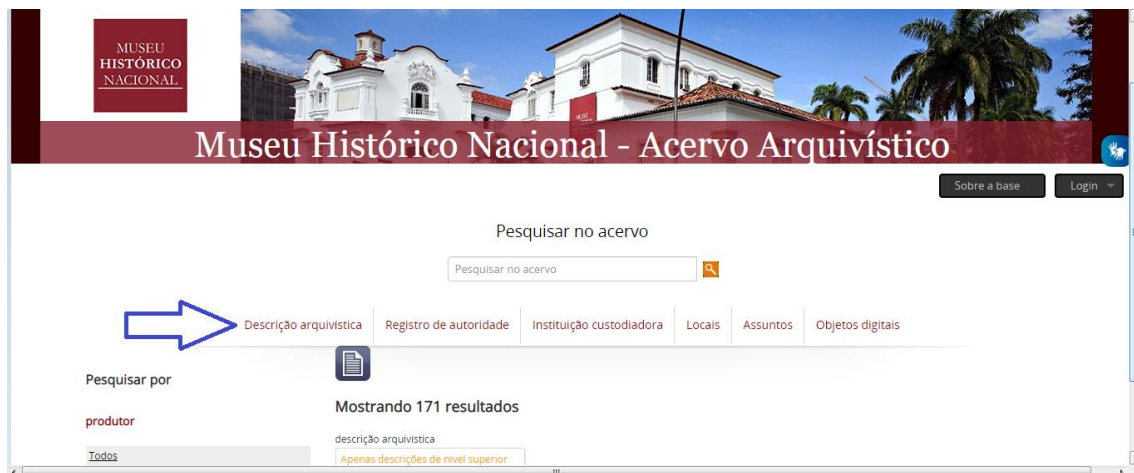 MUSEU
HISTÓRICO
NACIONAL
Museu Histórico Nacional - Acervo Arquivístico
Sobre a base
Login
Pesquisar no acervo
Pesquisar no acervo
Descrição arquivística
Registro de autoridade
Instituição custodiadora
Locais
Assuntos
Objetos digitais
Pesquisar por
Mostrando 171 resultados
produtor
descrição arquivística
Todos
Apenas descrições de nível superior